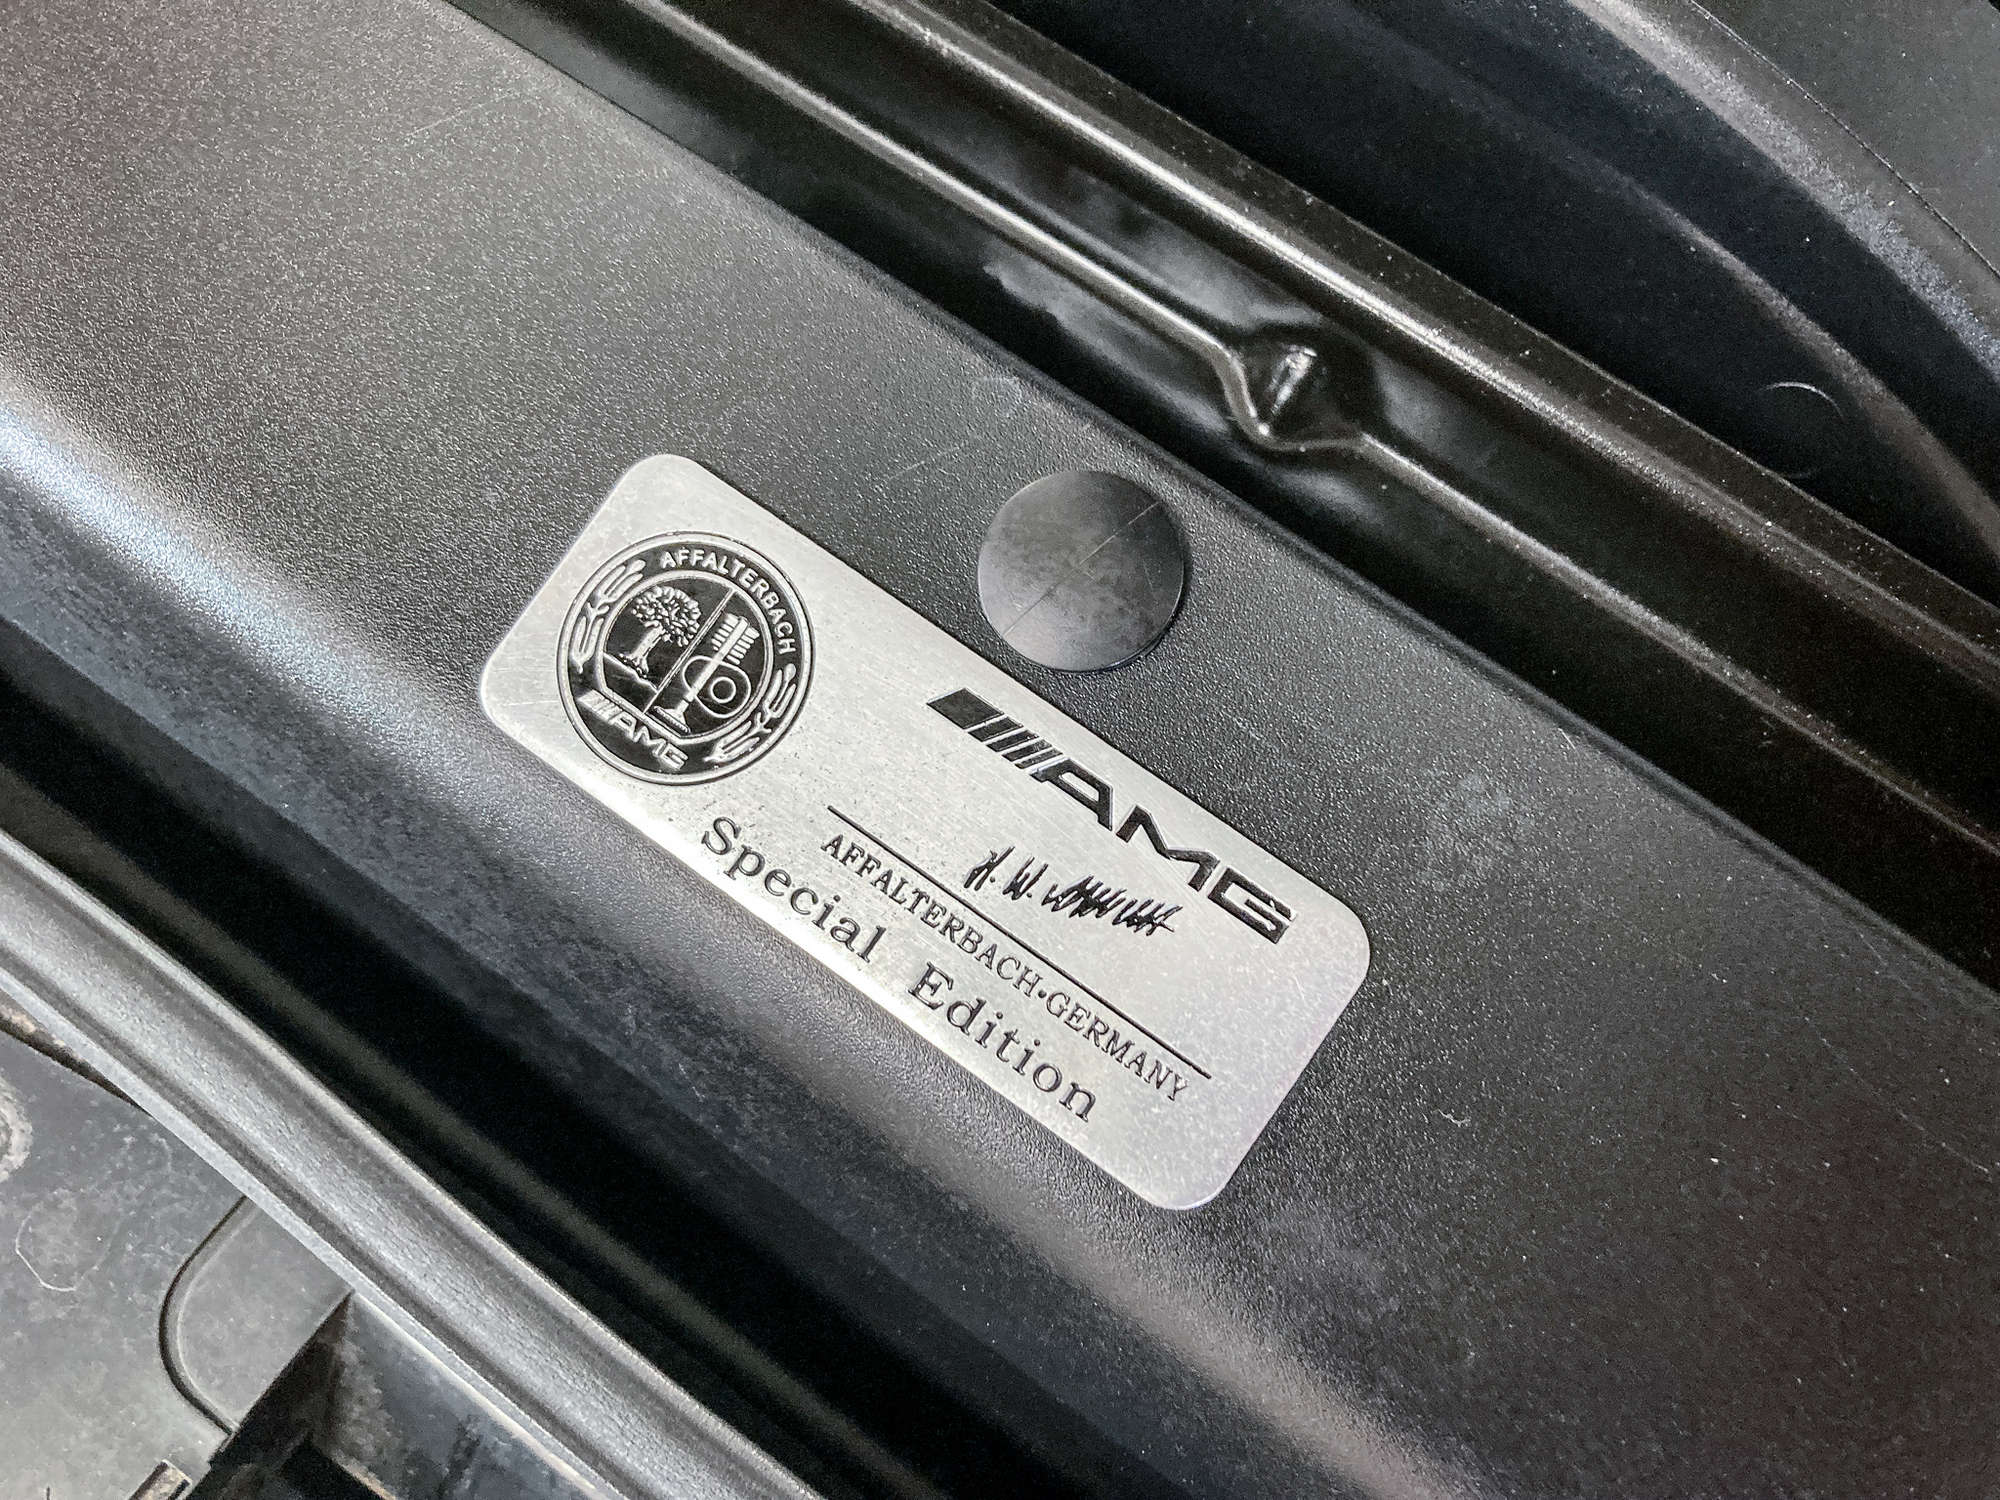 AFFALTERBACH
AMG
AMG
H.W.
AFFALTERBACH·GERMANY
Special Edition